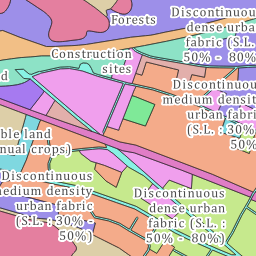 Forests
Discontinuous
dense urban
fabric (S.L. :
50% - 80%)
Construction
sites
Discontinuous
medium density
urban fabric
(S.L. : 30%
50%
ble land
nual crops)
Discontinuous
medium density
urban fabric
(S.L. : 30% -
50%)
Discontinuous
dense urban
fabric (S.L. :
50% - 80%)